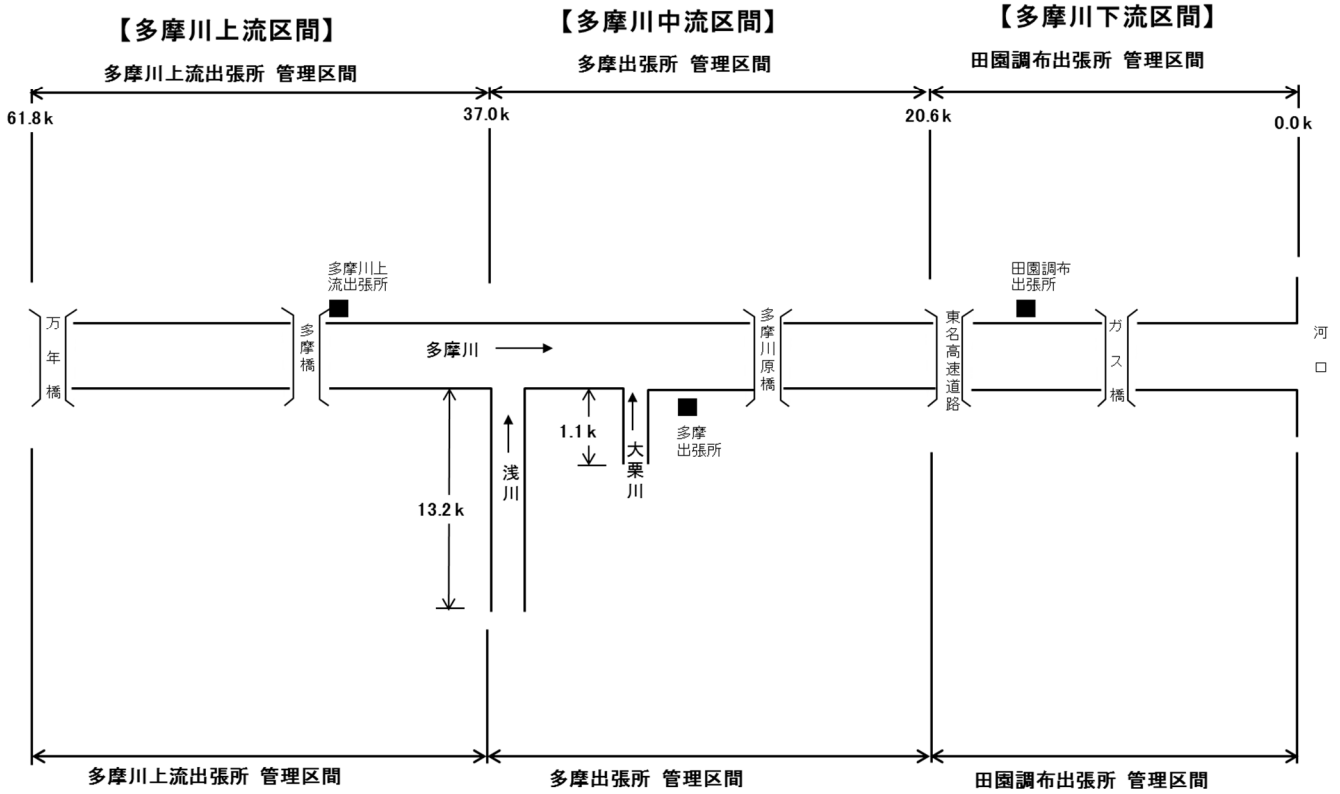 【多摩川上流区間】
【多摩川中流区間】
【多摩川下流区間】
多摩川上流出張所 管理区間
多摩出張所 管理区間
田園調布出張所 管理区間
61.8k
37.0k
20.6k
0.0k
多摩川上
流出張所
田園調布
出張所
万年橋
多摩橋
多摩川
多摩川原橋
東名高速道路
ガス橋
河口
1.1k
大栗川
多摩
出張所
浅川
13.2k
多摩川上流出張所 管理区間
多摩出張所 管理区間
田園調布出張所 管理区間